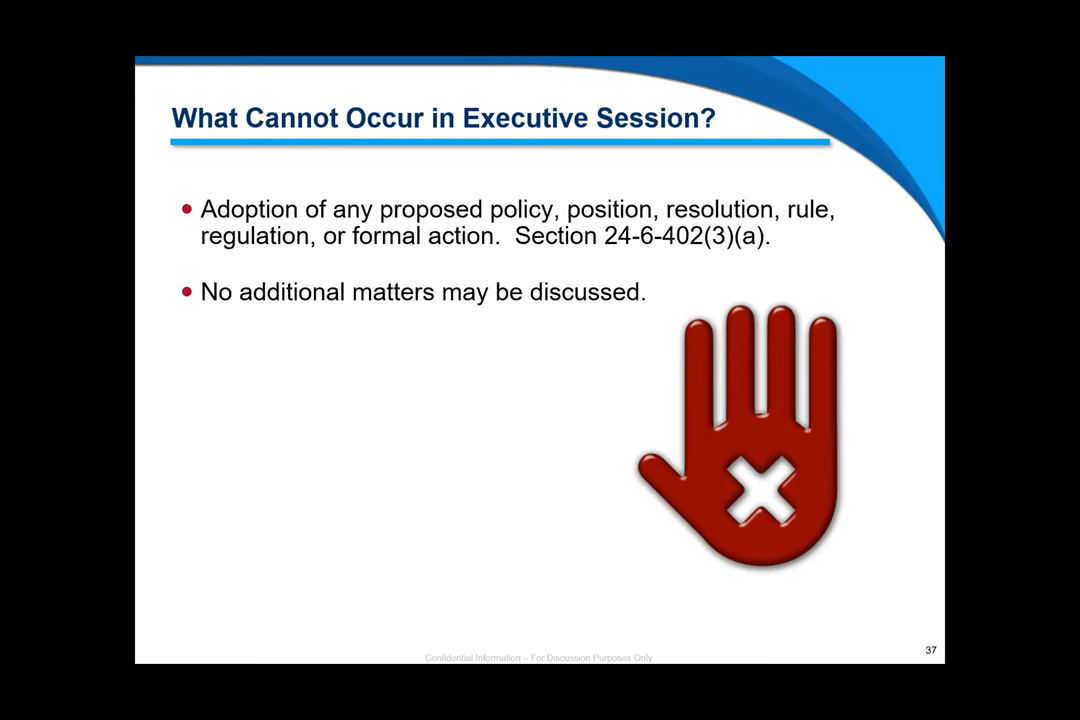 What Cannot Occur in Executive Session?
• Adoption of any proposed policy, position, resolution, rule,
regulation, or formal action.  Section 24-6-402(3)(a).
• No additional matters may be discussed.
37
Confidential Information – For Discussion Purposes Only